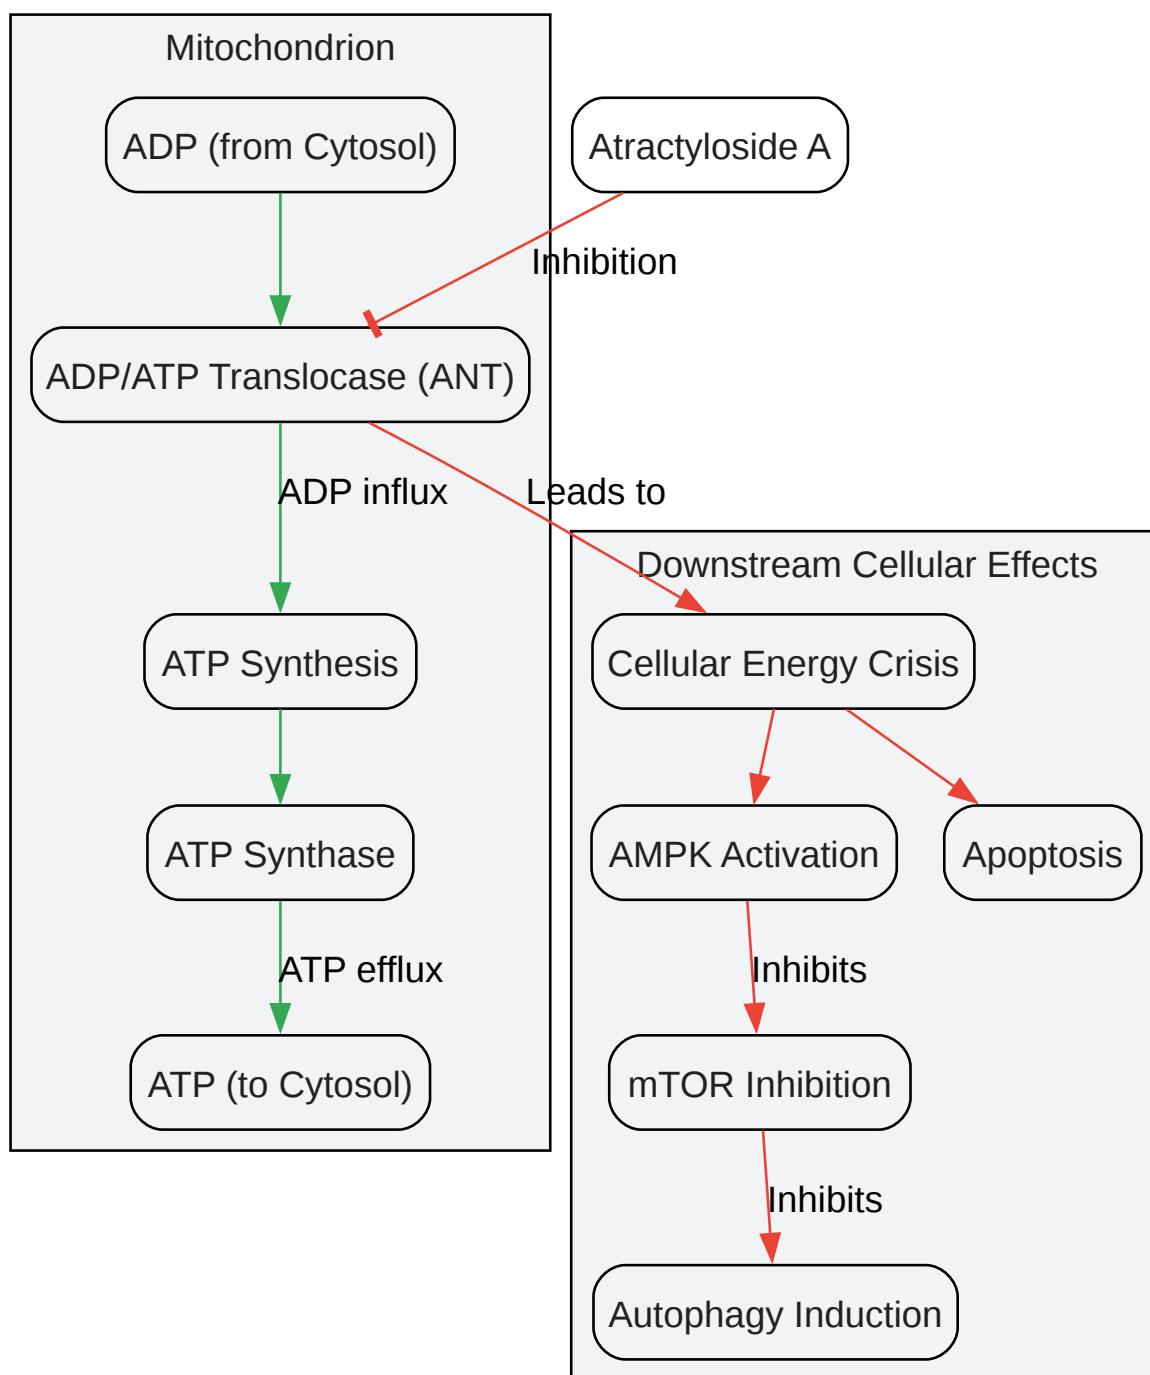 Mitochondrion
ADP (from Cytosol)
Atractyloside A
Inhibition
ADP/ATP Translocase (ANT)
ADP influx
Leads to
Downstream Cellular Effects
ATP Synthesis
Cellular Energy Crisis
ATP Synthase
AMPK Activation
Apoptosis
ATP efflux
Inhibits
ATP (to Cytosol)
mTOR Inhibition
Inhibits
Autophagy Induction